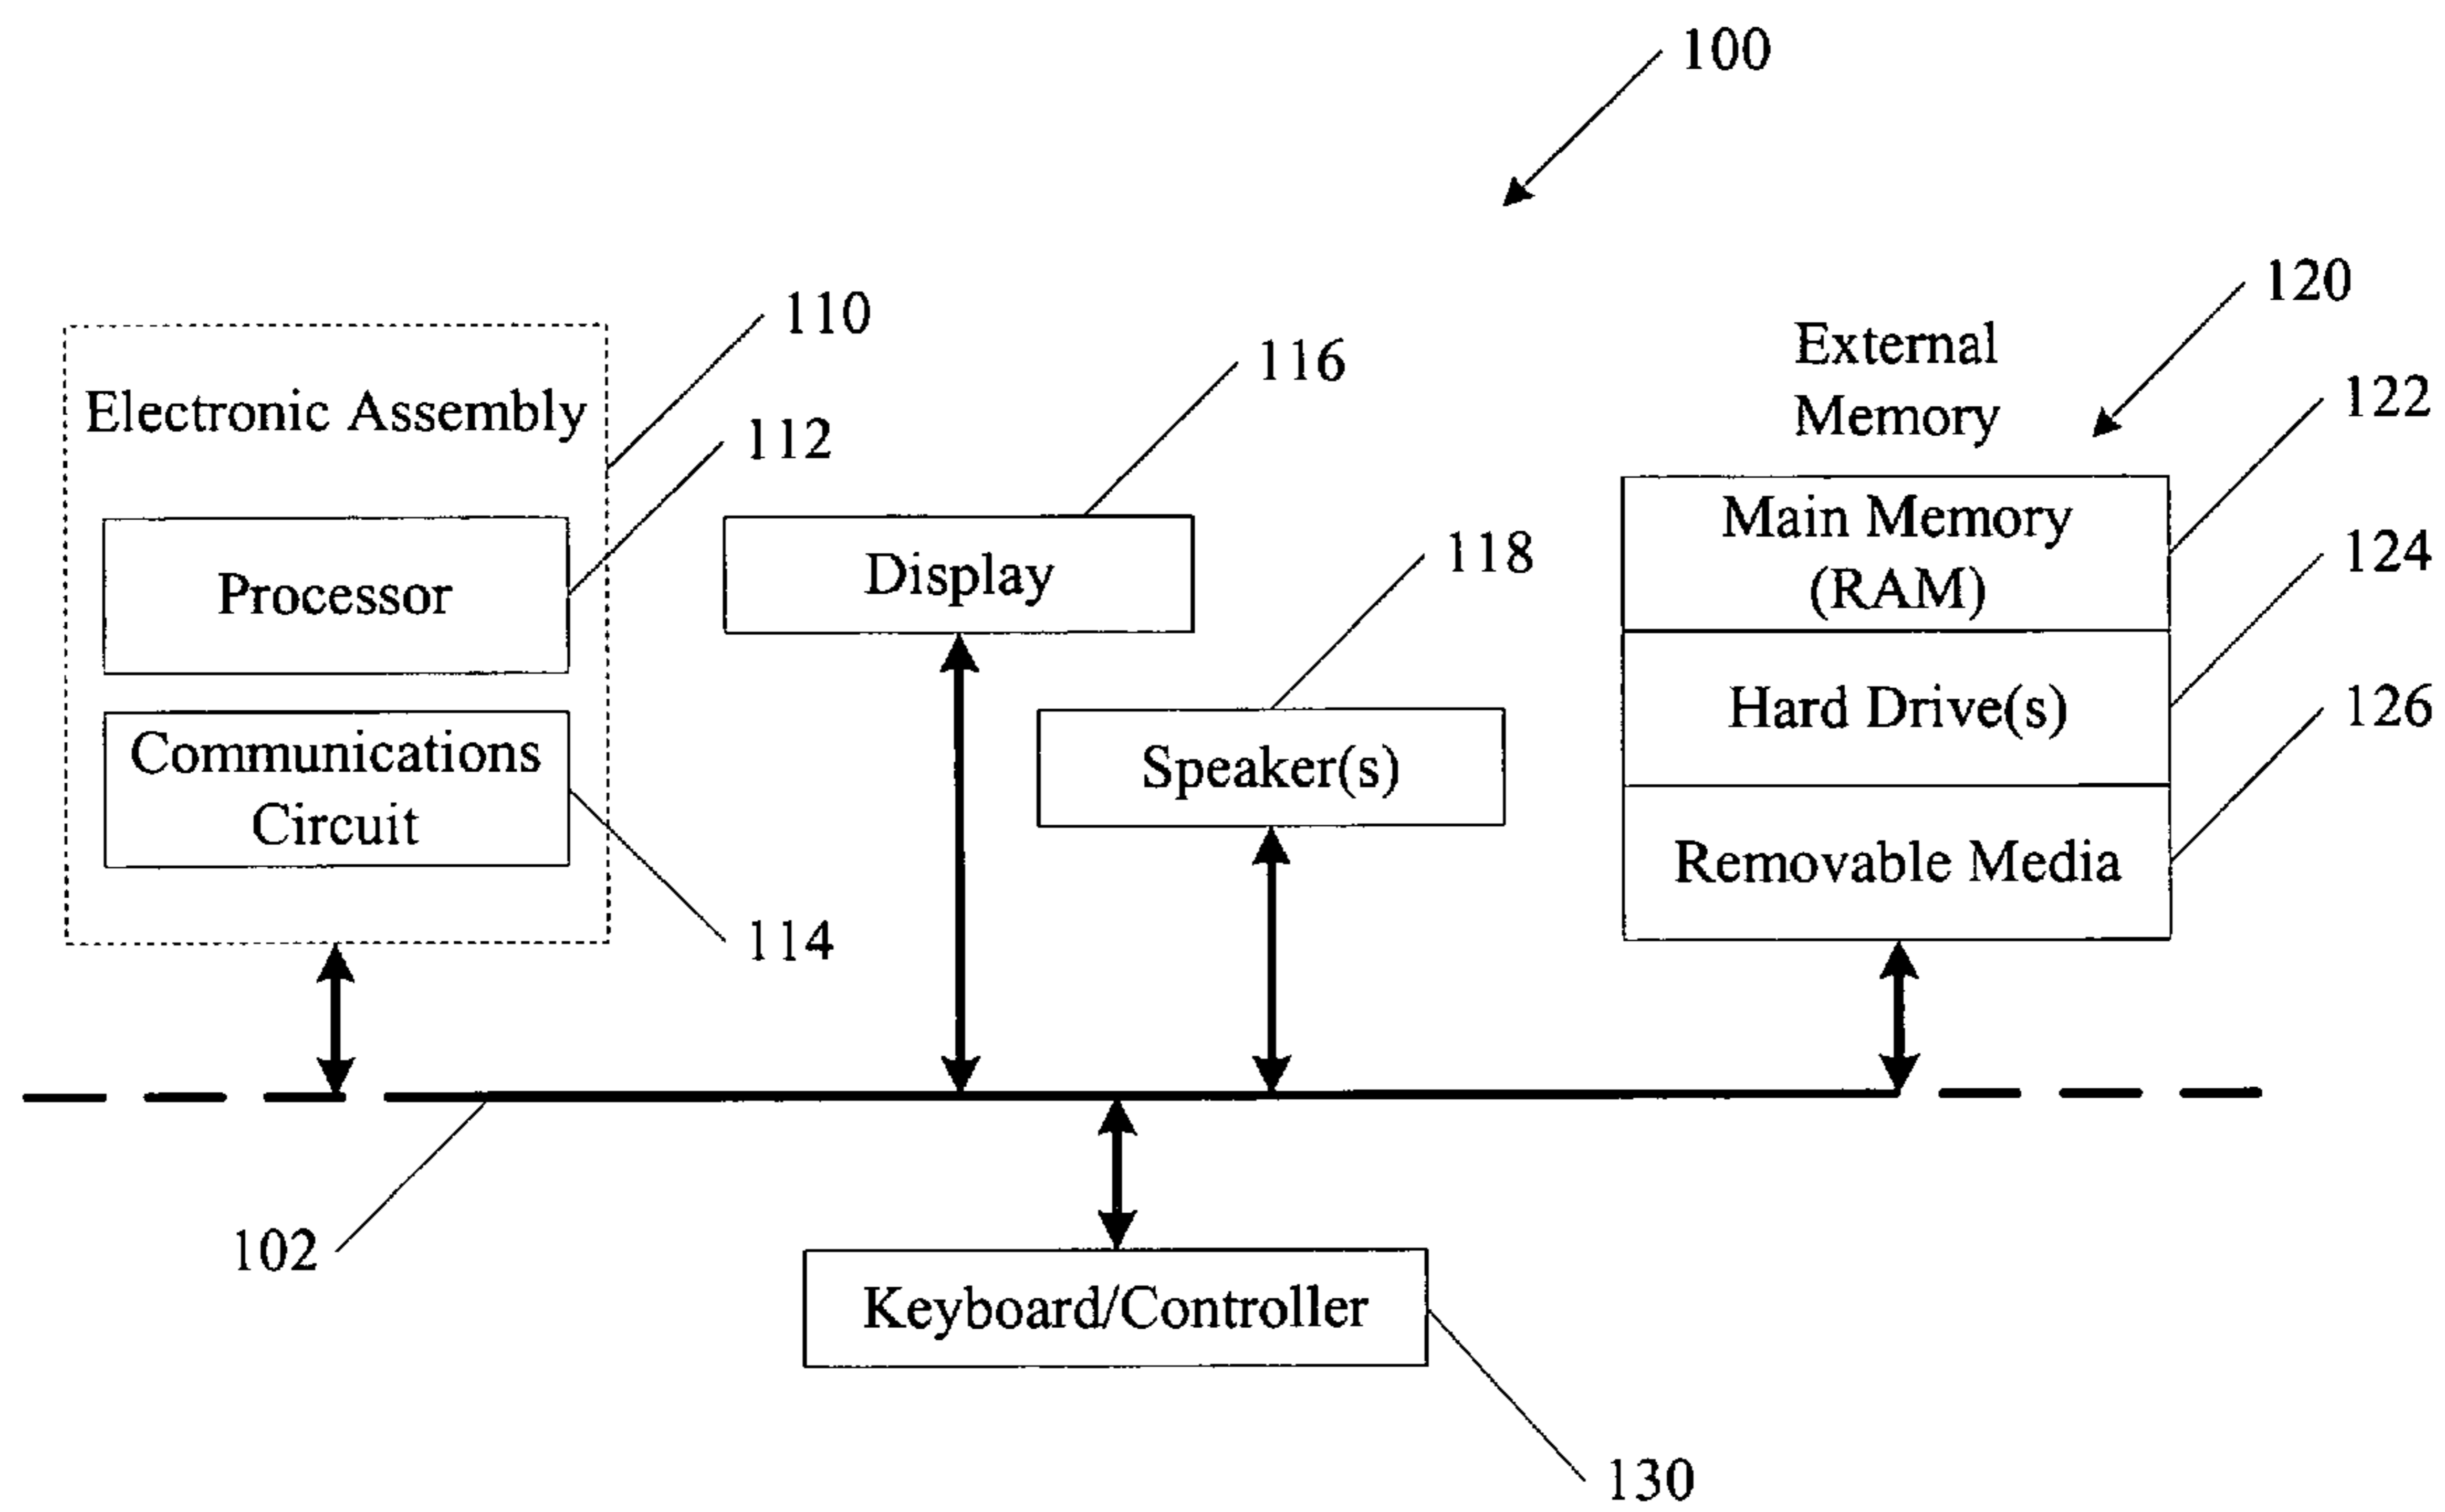 100
120
110
External
116
Memory
122
Electronic Assembly
112
Main Memory
(RAM)
118
124
Display
Processor
Hard Drive(s)
126
Communications
Circuit
Speaker(s)
Removable Media
114
102
Keyboard/Controller
130